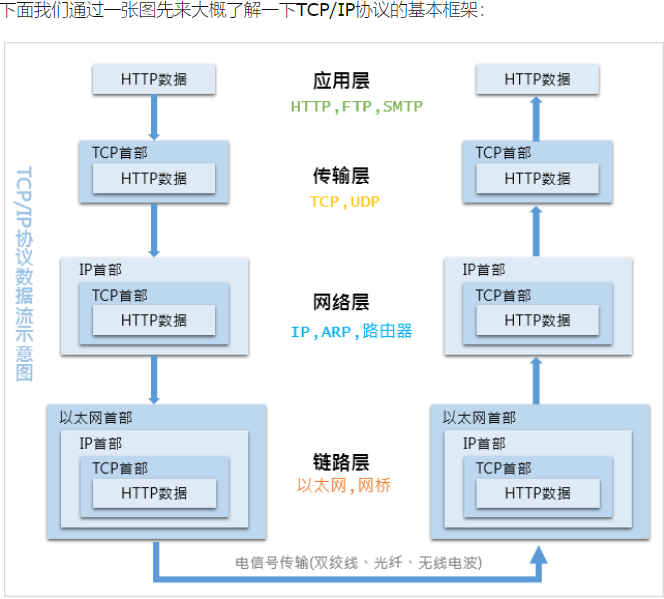 下面我们通过一张图先来大概了解一下TCP/IP协议的基本框架：
TCP/IP协议数据流示意图
HTTP数据
应用层
HTTP数据
HTTP,FTP,SMTP
TCP首部
HTTP数据
传输层
TCP,UDP
TCP首部
HTTP数据
IP首部
TCP首部
HTTP数据
网络层
IP,ARP,路由器
IP首部
TCP首部
HTTP数据
以太网首部
IP首部
TCP首部
HTTP数据
链路层
以太网,网桥
以太网首部
IP首部
TCP首部
HTTP数据
电信号传输(双绞线、光纤、无线电波)